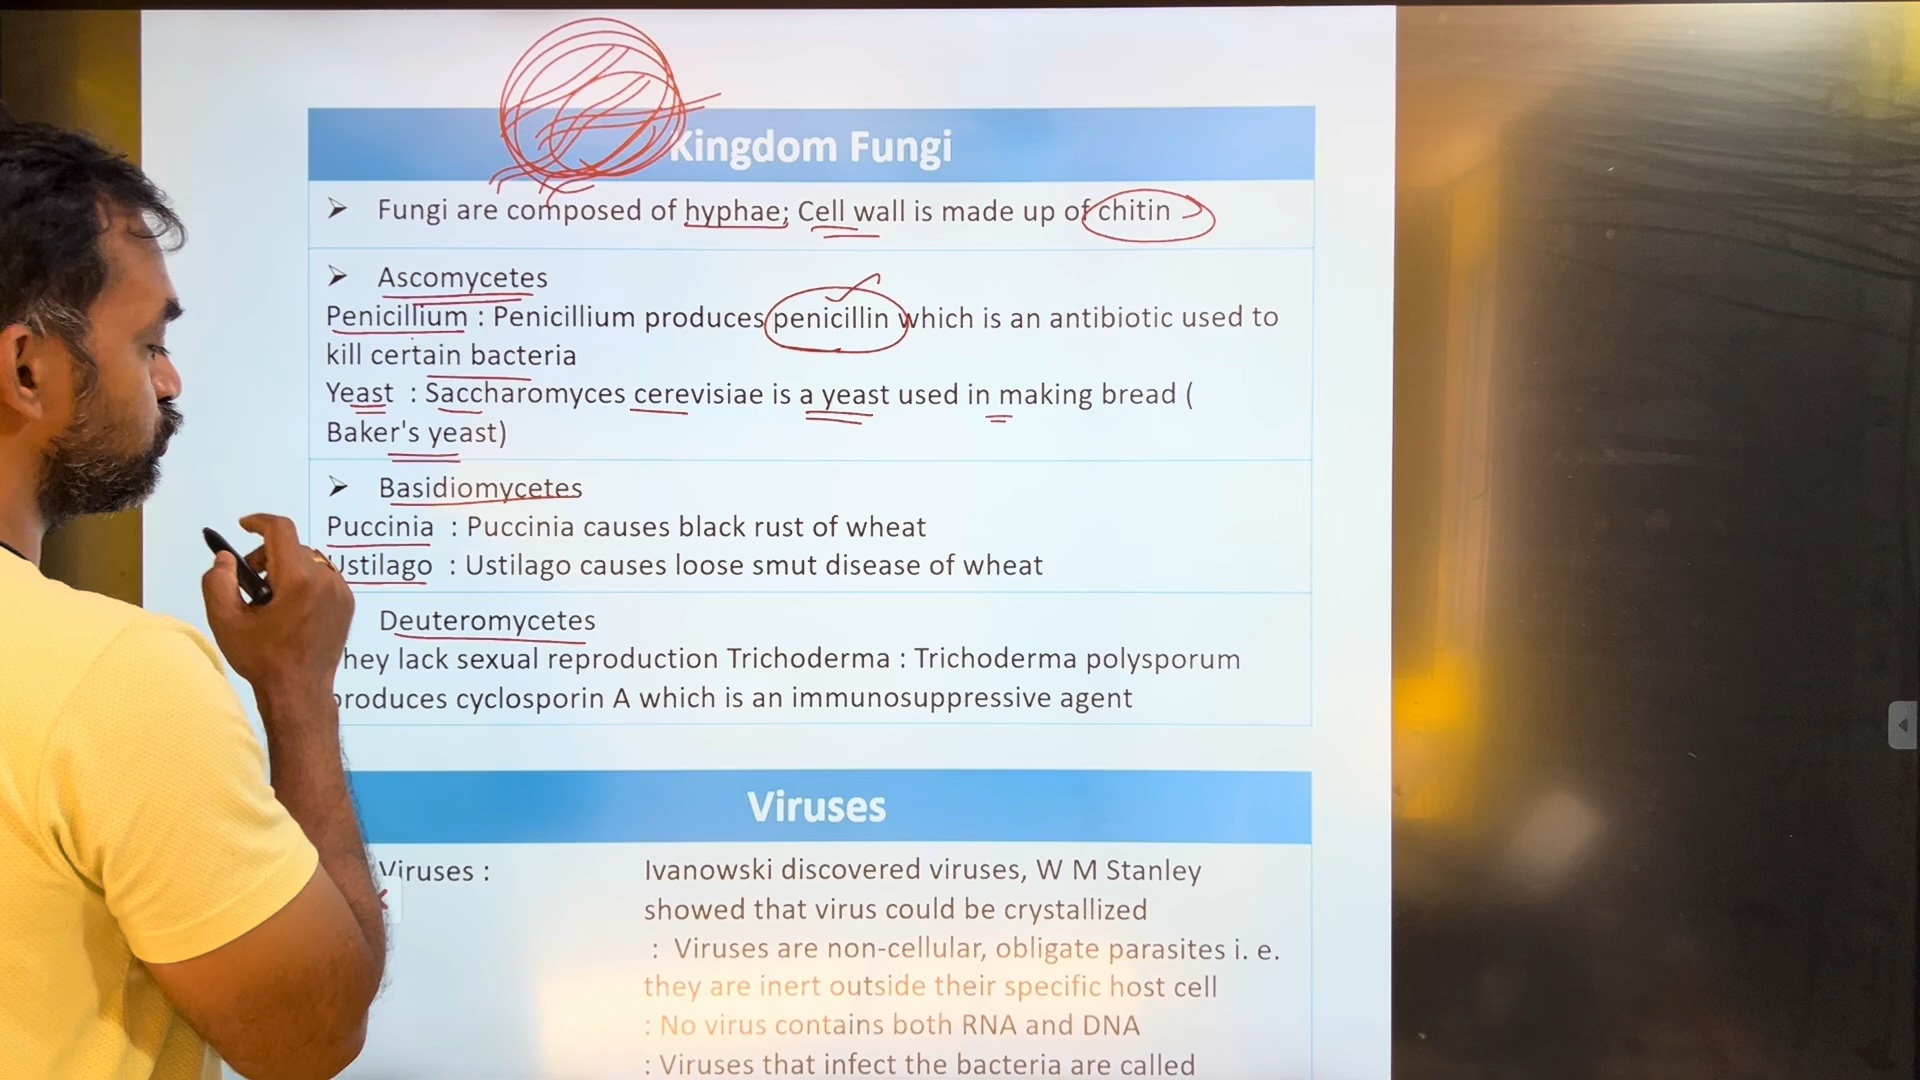 Kingdom Fungi
➤ Fungi are composed of hyphae; Cell wall is made up of chitin
➤ Ascomycetes
Penicillium : Penicillium produces penicillin which is an antibiotic used to
kill certain bacteria
Yeast : Saccharomyces cerevisiae is a yeast used in making bread (
Baker's yeast)
➤ Basidiomycetes
Puccinia : Puccinia causes black rust of wheat
Ustilago : Ustilago causes loose smut disease of wheat
Deuteromycetes
hey lack sexual reproduction Trichoderma : Trichoderma polysporum
produces cyclosporin A which is an immunosuppressive agent
Viruses
Viruses : Ivanowski discovered viruses, W M Stanley
showed that virus could be crystallized
: Viruses are non-cellular, obligate parasites i. e.
they are inert outside their specific host cell
: No virus contains both RNA and DNA
: Viruses that infect the bacteria are called